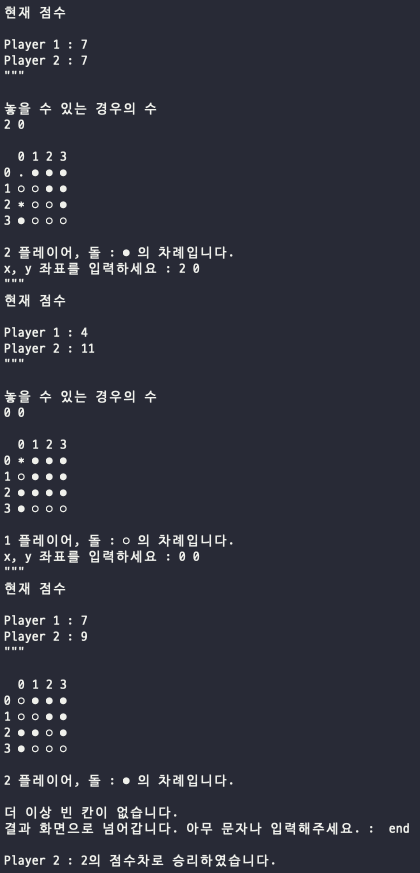 현재 점수

Player 1 : 7
Player 2 : 7
"""

놓을 수 있는 경우의 수
2 0

  0 1 2 3
0 . ● ● ●
1 ○ ○ ● ●
2 * ○ ○ ●
3 ● ○ ○ ○

2 플레이어, 돌 : ● 의 차례입니다.
x, y 좌표를 입력하세요 : 2 0
"""
현재 점수

Player 1 : 4
Player 2 : 11
"""

놓을 수 있는 경우의 수
0 0

  0 1 2 3
0 * ● ● ●
1 ○ ● ● ●
2 ● ● ● ●
3 ● ○ ○ ○

1 플레이어, 돌 : ○ 의 차례입니다.
x, y 좌표를 입력하세요 : 0 0
"""
현재 점수

Player 1 : 7
Player 2 : 9
"""

  0 1 2 3
0 ○ ● ● ●
1 ○ ○ ● ●
2 ● ● ○ ●
3 ● ○ ○ ○

2 플레이어, 돌 : ● 의 차례입니다.

더 이상 빈 칸이 없습니다.
결과 화면으로 넘어갑니다. 아무 문자나 입력해주세요. :  end

Player 2 : 2의 점수차로 승리하였습니다.